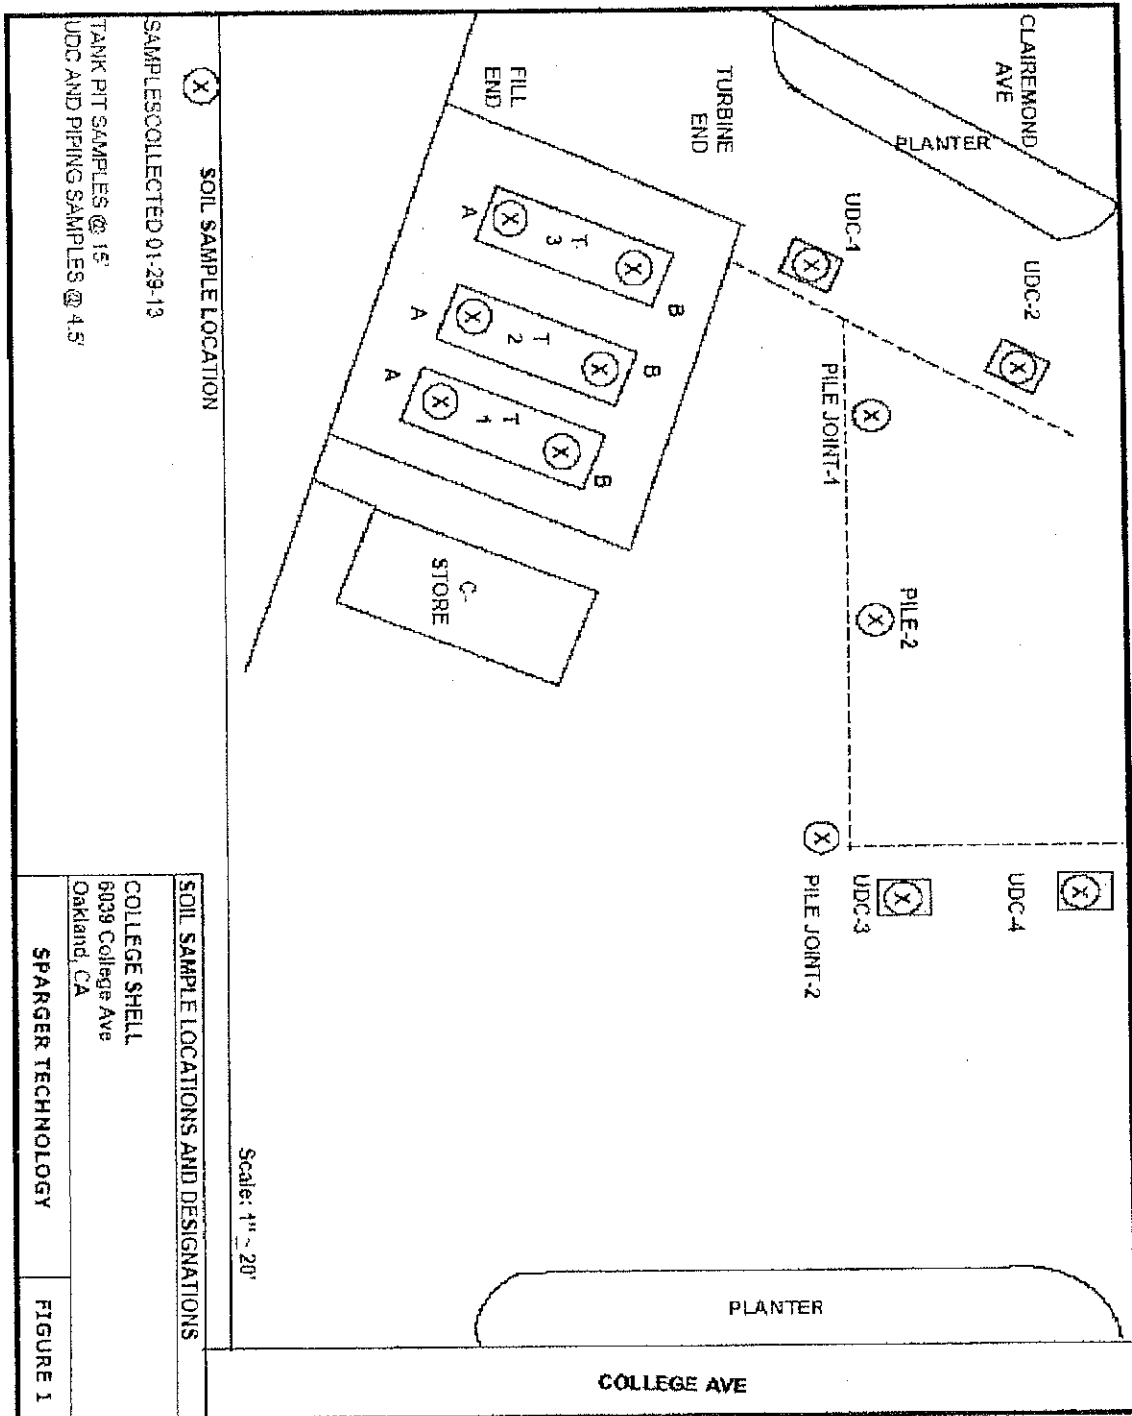 CLAIREMOND
AVE
PLANTER
UDC-2
UDC-4
UDC-1
TURBINE
END
FILL
END
PILE JOINT-1
PILE-2
UDC-3
PILE JOINT-2
A
T-
3
B
A
T
2
B
A
T
1
B
C-
STORE
PLANTER
COLLEGE AVE
Scale: 1" ~ 20'
X SOIL SAMPLE LOCATION
SAMPLESCOLLECTED 01-29-13
TANK PIT SAMPLES @ 15'
UDC AND PIPING SAMPLES @ 4.5'
SOIL SAMPLE LOCATIONS AND DESIGNATIONS
COLLEGE SHELL
6039 College Ave
Oakland, CA
SPARGER TECHNOLOGY
FIGURE 1
X
X
X
X
X
X
X
X
X
X
X
X
X